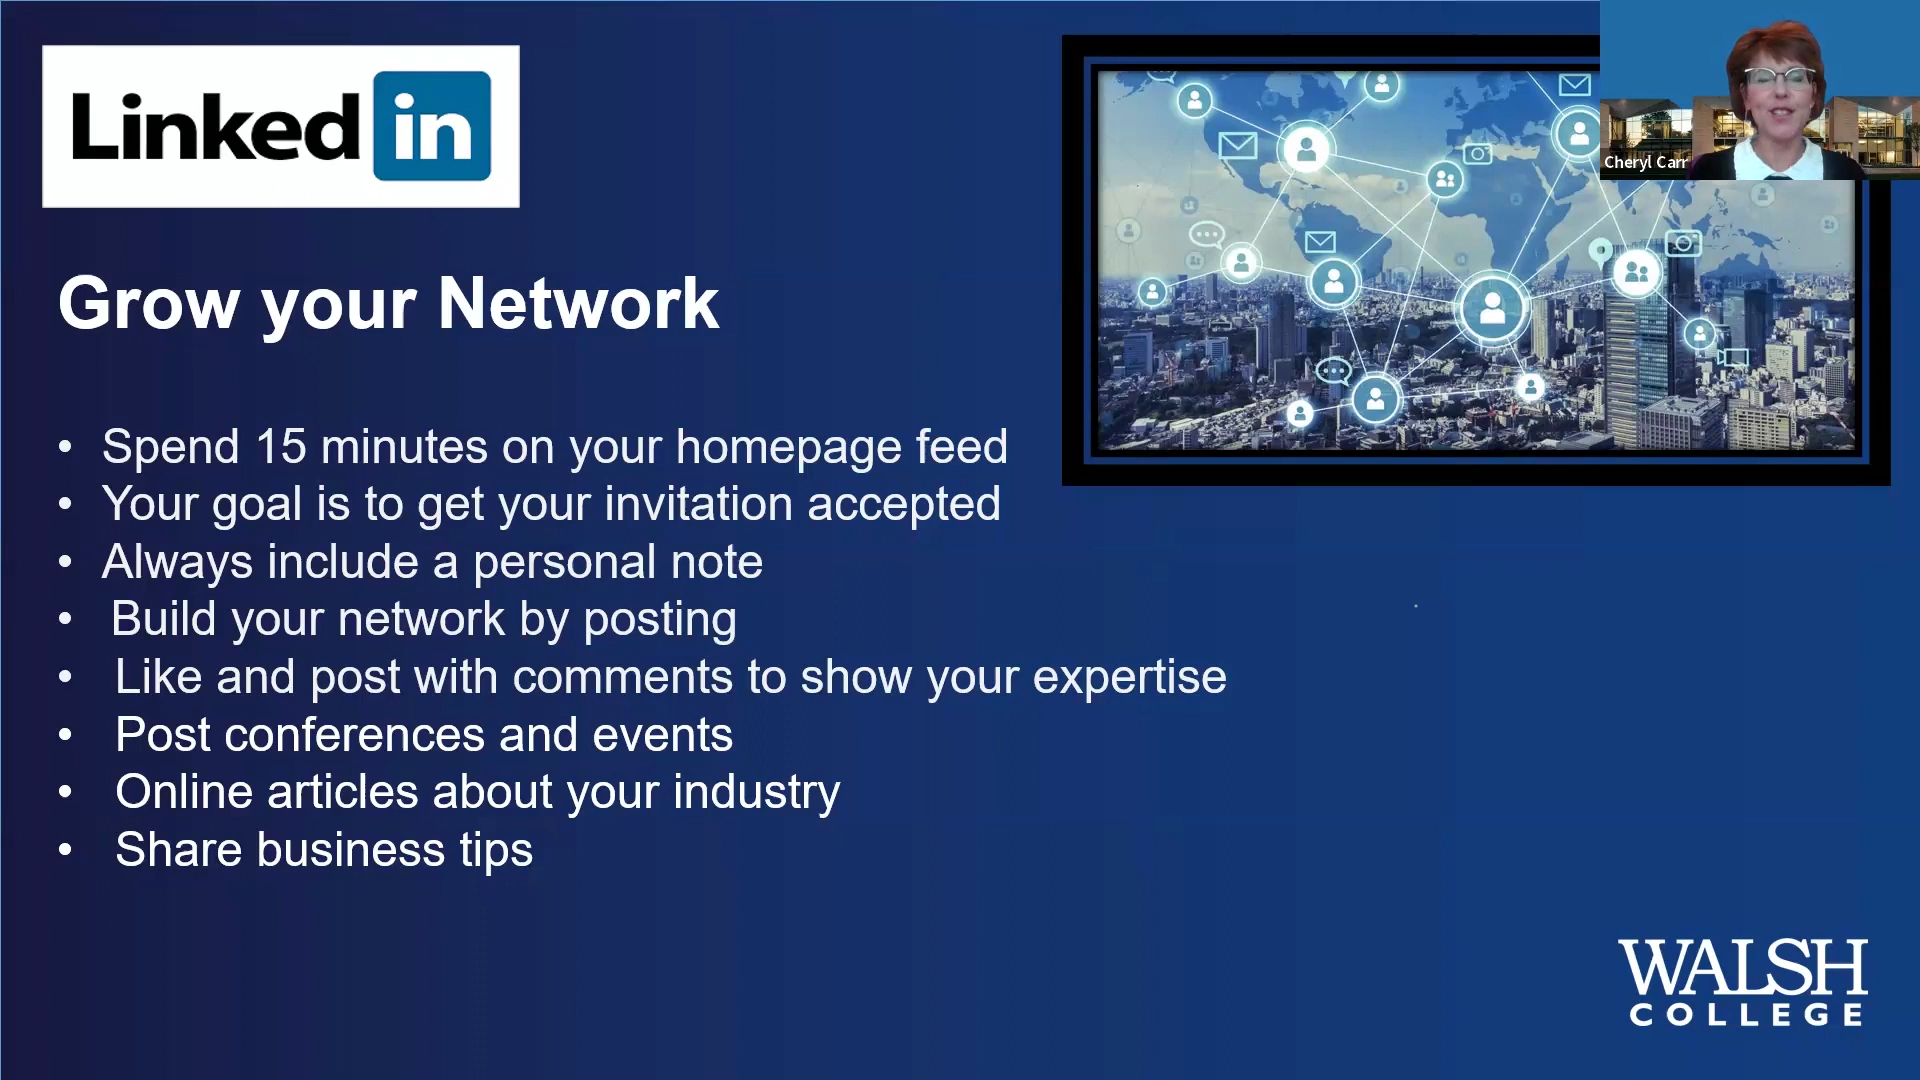 Linked in
Cheryl Carr
Grow your Network
• Spend 15 minutes on your homepage feed
• Your goal is to get your invitation accepted
• Always include a personal note
• Build your network by posting
• Like and post with comments to show your expertise
• Post conferences and events
• Online articles about your industry
• Share business tips
WALSH
COLLEGE